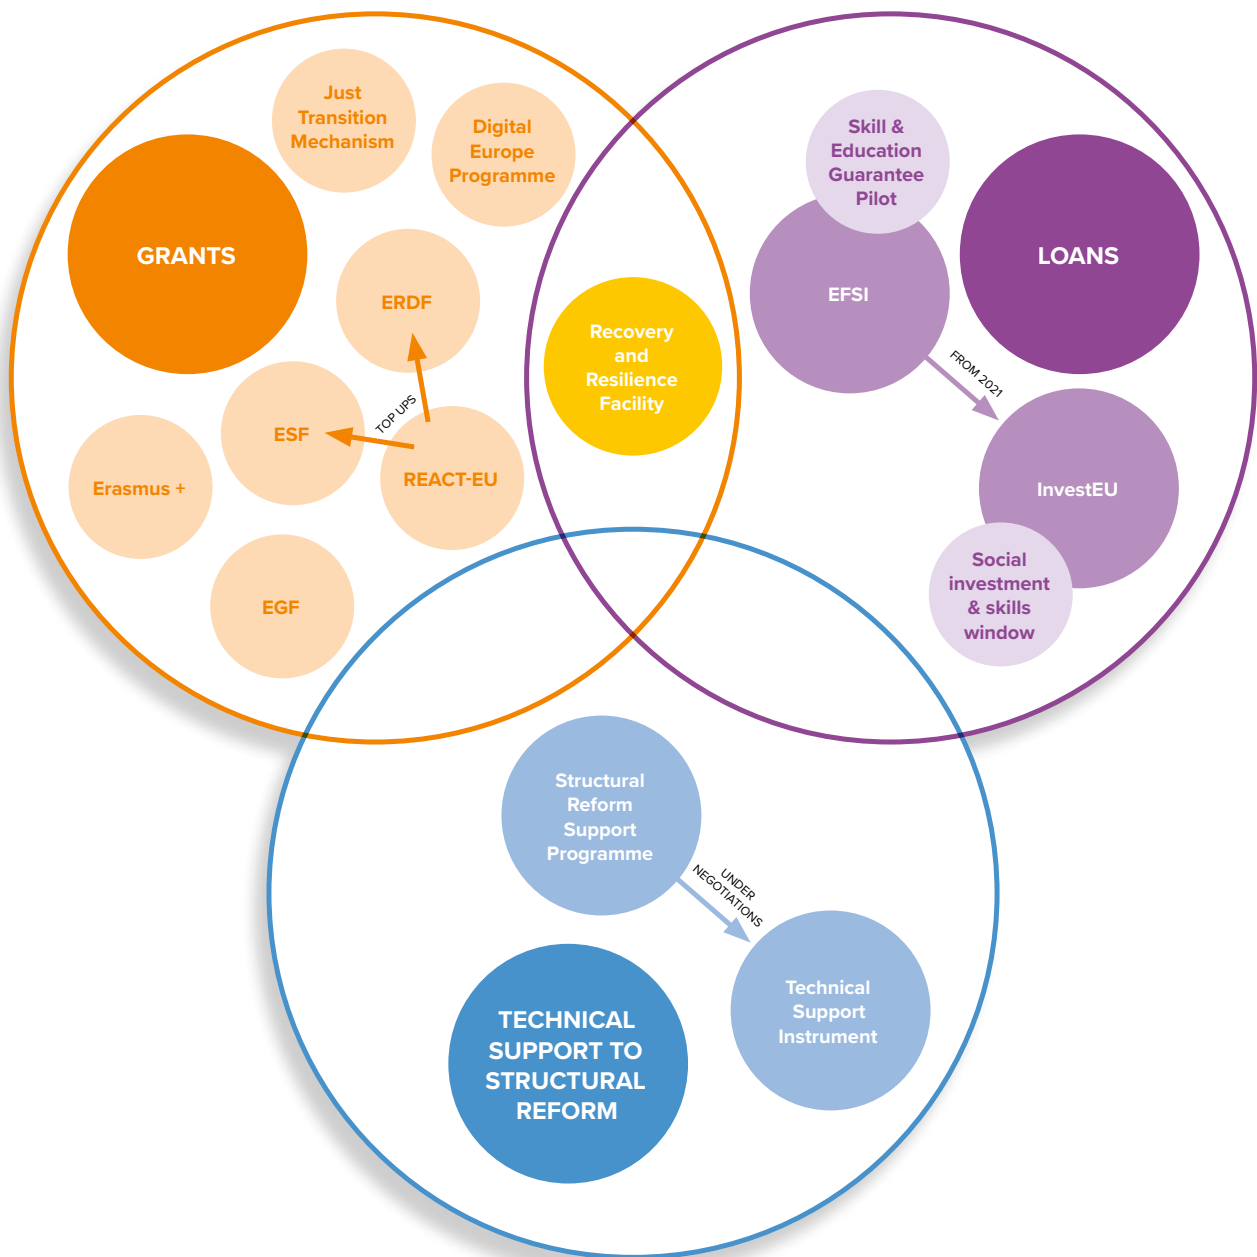 Just
Transition
Mechanism
Digital
Europe
Programme
GRANTS
ERDF
TOP UPS
ESF
REACT-EU
Erasmus +
EGF
Recovery
and
Resilience
Facility
Skill &
Education
Guarantee
Pilot
LOANS
EFSI
FROM 2021
InvestEU
Social
investment
& skills
window
Structural
Reform
Support
Programme
UNDER
NEGOTIATIONS
Technical
Support
Instrument
TECHNICAL
SUPPORT TO
STRUCTURAL
REFORM